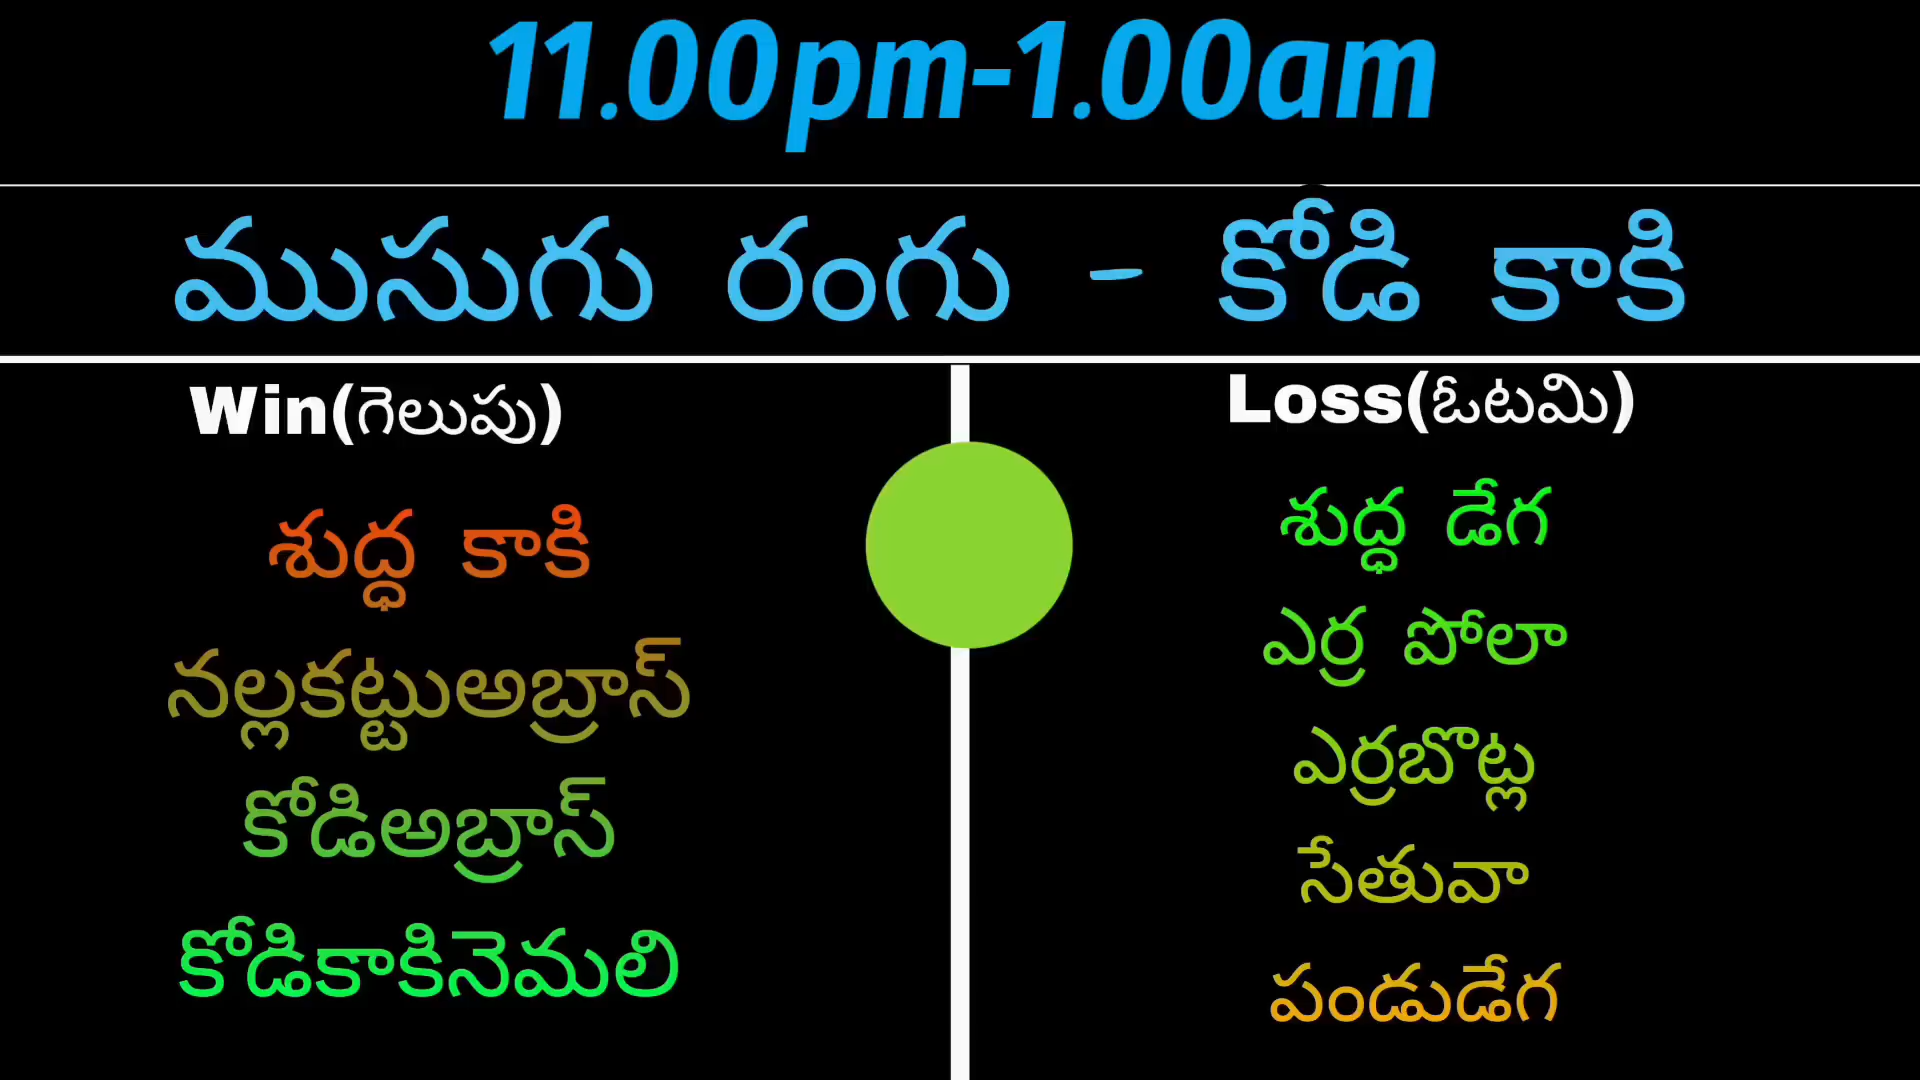 11.00pm-1.00am
ముసుగు రంగు - కోడి కాకి
Win(గెలుపు)
శుద్ధ కాకి
నల్లకట్టుఅబ్రాస్
కోడిఅబ్రాస్
కోడికాకినెమలి
Loss(ఓటమి)
శుద్ధ డేగ
ఎర్ర పోలా
ఎర్రబొట్ల
సేతువా
పండుడేగ